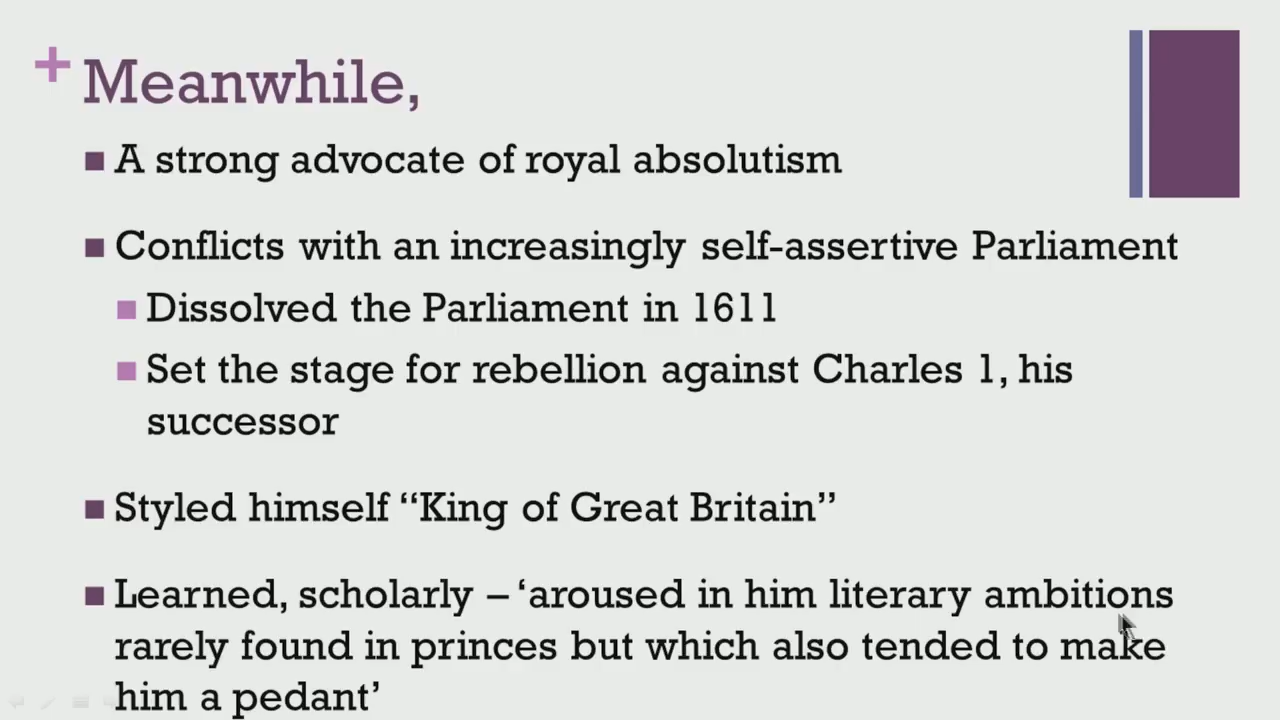 +
Meanwhile,
A strong advocate of royal absolutism
Conflicts with an increasingly self-assertive Parliament
Dissolved the Parliament in 1611
Set the stage for rebellion against Charles 1, his
successor
Styled himself “King of Great Britain”
Learned, scholarly – ‘aroused in him literary ambitions
rarely found in princes but which also tended to make
him a pedant’